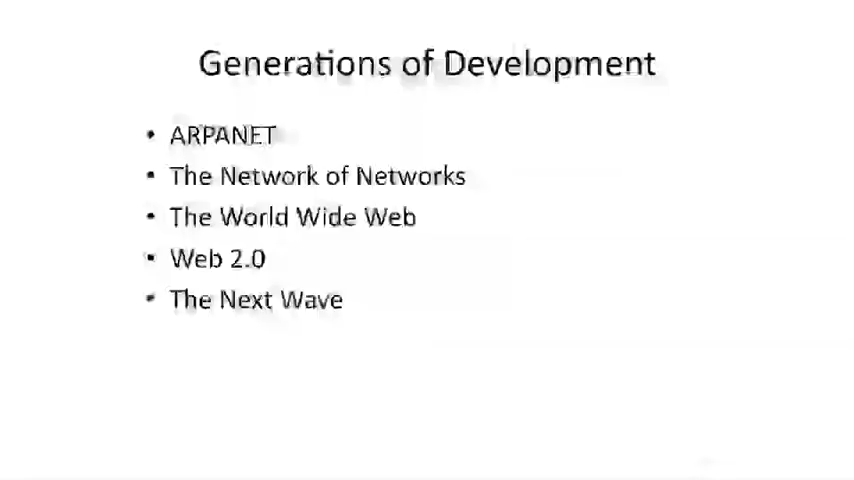 Generations of Development
• ARPANET
• The Network of Networks
• The World Wide Web
• Web 2.0
• The Next Wave